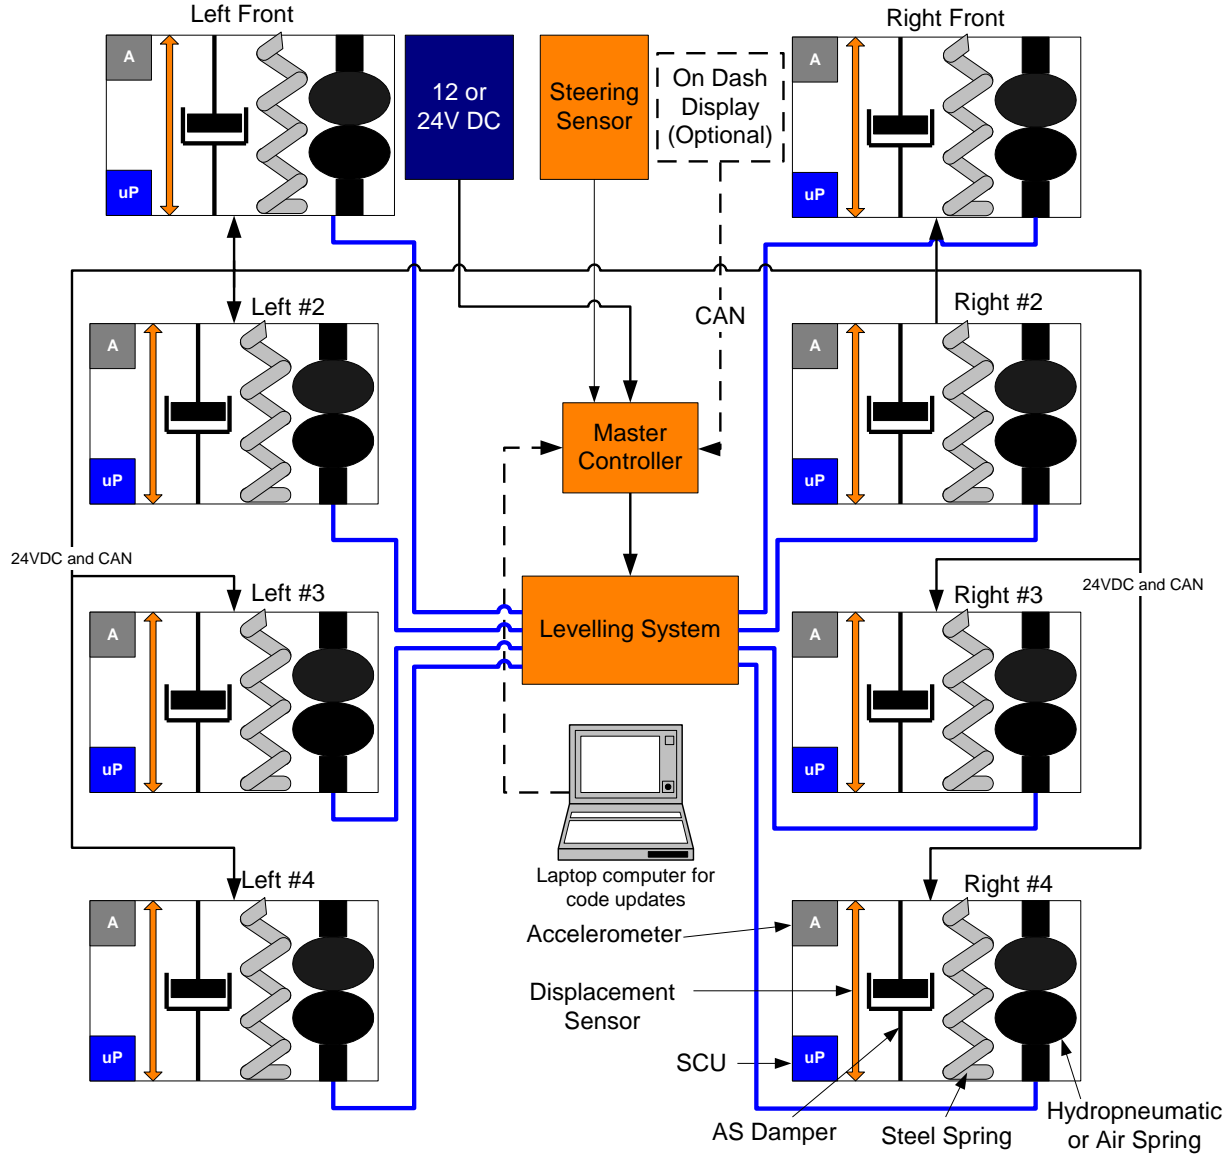 Left Front
Right Front
A
12 or
24V DC
Steering
Sensor
On Dash
Display
(Optional)
A
uP
uP
Left #2
CAN
Right #2
A
A
Master
Controller
uP
uP
24VDC and CAN
24VDC and CAN
Left #3
Right #3
A
Levelling System
A
uP
uP
Laptop computer for
code updates
Left #4
Right #4
A
Accelerometer
A
Displacement
Sensor
uP
SCU
uP
AS Damper
Steel Spring
Hydropneumatic
or Air Spring